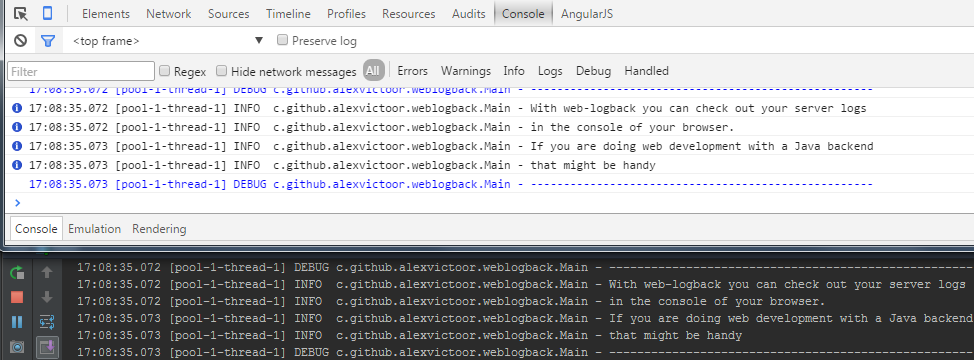 Elements Network Sources Timeline Profiles Resources Audits Console AngularJS
<top frame> Preserve log
Filter Regex Hide network messages All Errors Warnings Info Logs Debug Handled
17:08:35.072 [pool-1-thread-1] DEBUG c.github.alexvictoor.weblogback.Main - -------------------------------------------------
17:08:35.072 [pool-1-thread-1] INFO  c.github.alexvictoor.weblogback.Main - With web-logback you can check out your server logs
17:08:35.072 [pool-1-thread-1] INFO  c.github.alexvictoor.weblogback.Main - in the console of your browser.
17:08:35.073 [pool-1-thread-1] INFO  c.github.alexvictoor.weblogback.Main - If you are doing web development with a Java backend
17:08:35.073 [pool-1-thread-1] INFO  c.github.alexvictoor.weblogback.Main - that might be handy
17:08:35.073 [pool-1-thread-1] DEBUG c.github.alexvictoor.weblogback.Main - -------------------------------------------------
>
Console Emulation Rendering
17:08:35.072 [pool-1-thread-1] DEBUG c.github.alexvictoor.weblogback.Main - ----------------------------------------------------
17:08:35.072 [pool-1-thread-1] INFO  c.github.alexvictoor.weblogback.Main - With web-logback you can check out your server logs
17:08:35.072 [pool-1-thread-1] INFO  c.github.alexvictoor.weblogback.Main - in the console of your browser.
17:08:35.073 [pool-1-thread-1] INFO  c.github.alexvictoor.weblogback.Main - If you are doing web development with a Java backend
17:08:35.073 [pool-1-thread-1] INFO  c.github.alexvictoor.weblogback.Main - that might be handy
17:08:35.073 [pool-1-thread-1] DEBUG c.github.alexvictoor.weblogback.Main - ----------------------------------------------------